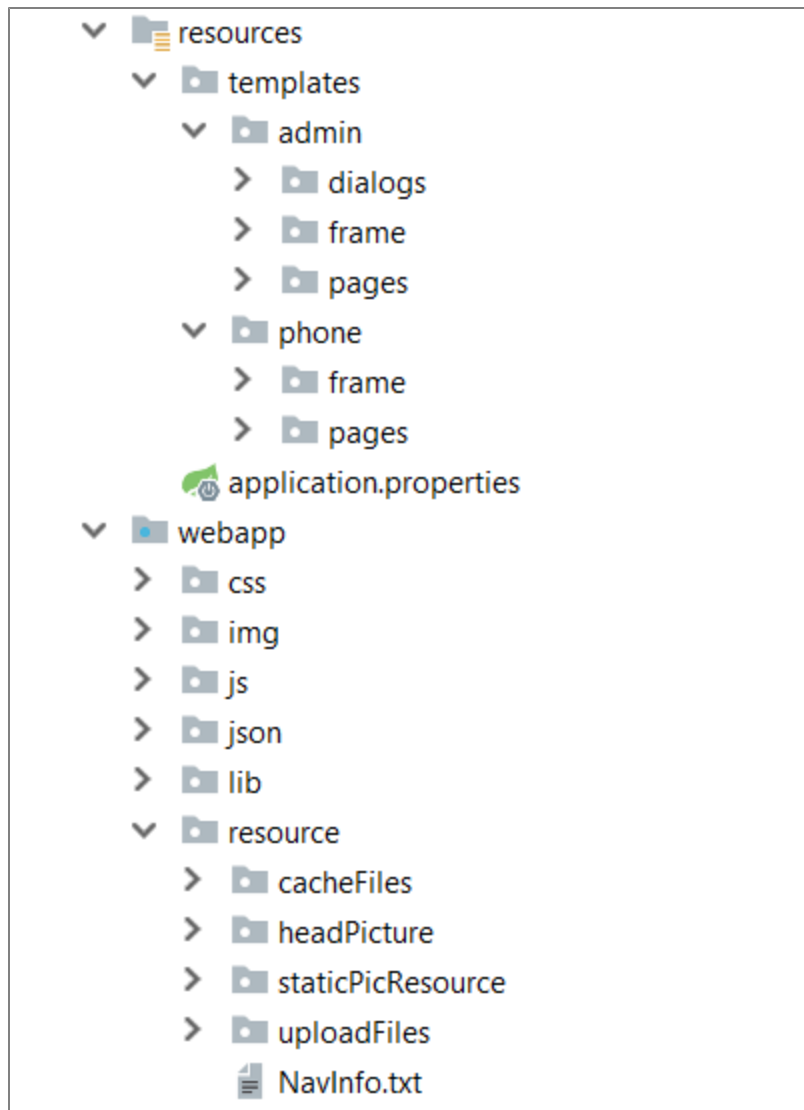 resources
templates
admin
dialogs
frame
pages
phone
frame
pages
application.properties
webapp
css
img
js
json
lib
resource
cacheFiles
headPicture
staticPicResource
uploadFiles
NavInfo.txt